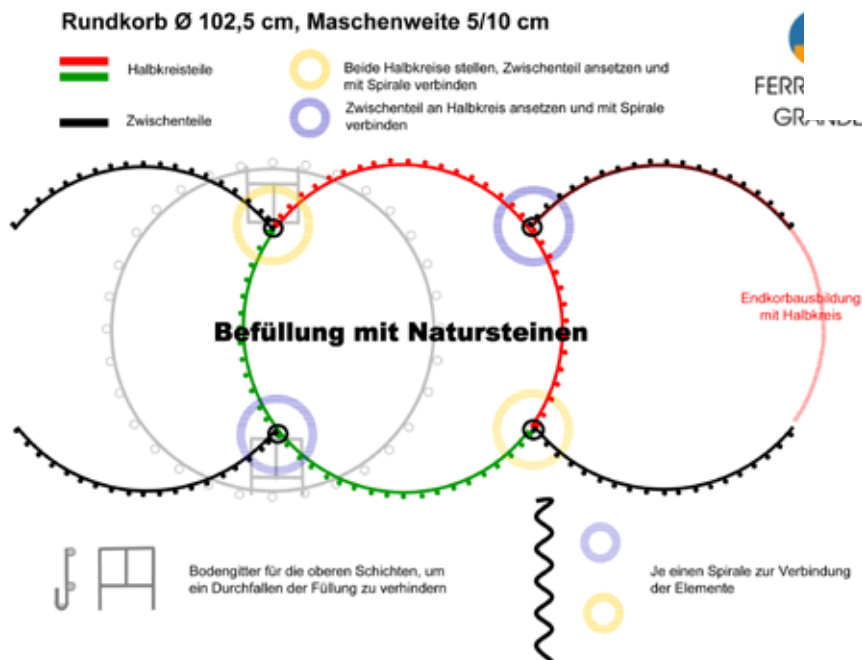 Rundkorb Ø 102,5 cm, Maschenweite 5/10 cm
Halbkreisteile
Beide Halbkreise stellen, Zwischenteil ansetzen und
mit Spirale verbinden
Zwischenteile
Zwischenteil an Halbkreis ansetzen und mit Spirale
verbinden
FERR
Endkorbausbildung
mit Halbkreis
Befüllung mit Natursteinen
Bodengitter für die oberen Schichten, um
ein Durchfallen der Füllung zu verhindern
Je einen Spirale zur Verbindung
der Elemente